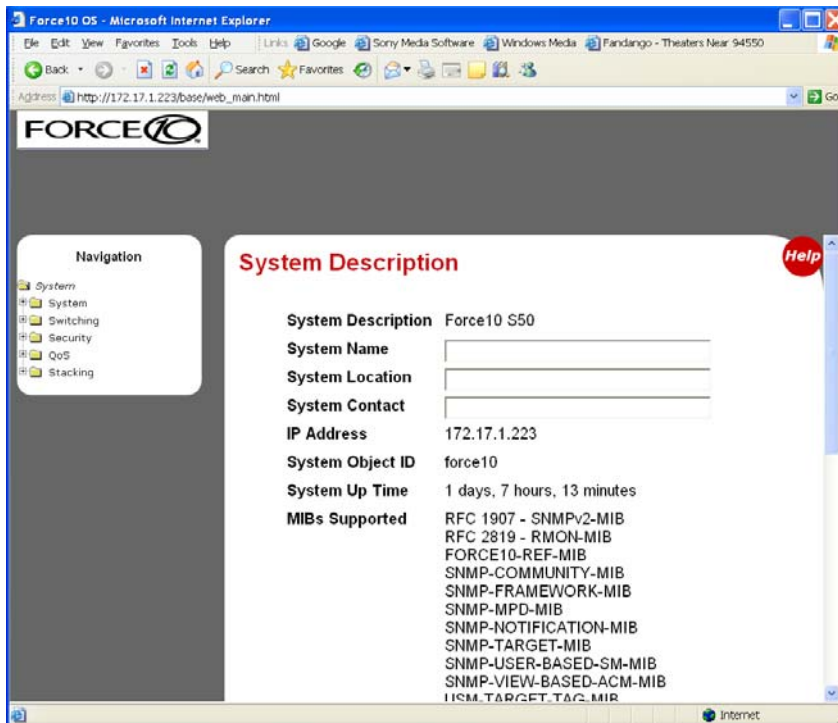 Force10 OS - Microsoft Internet Explorer
File Edit View Favorites Tools Help Links Google Sony Media Software Windows Media Fandango - Theaters Near 94550
Back Search Favorites
Address http://172.17.1.223/base/web_main.html Go
FORCE10
Navigation
System
System
Switching
Security
QoS
Stacking
System Description
Help
System Description Force10 S50
System Name
System Location
System Contact
IP Address 172.17.1.223
System Object ID force10
System Up Time 1 days, 7 hours, 13 minutes
MIBs Supported RFC 1907 - SNMPv2-MIB
RFC 2819 - RMON-MIB
FORCE10-REF-MIB
SNMP-COMMUNITY-MIB
SNMP-FRAMEWORK-MIB
SNMP-MPD-MIB
SNMP-NOTIFICATION-MIB
SNMP-TARGET-MIB
SNMP-USER-BASED-SM-MIB
SNMP-VIEW-BASED-ACM-MIB
USM-TARGET-TAG-MIB
Internet